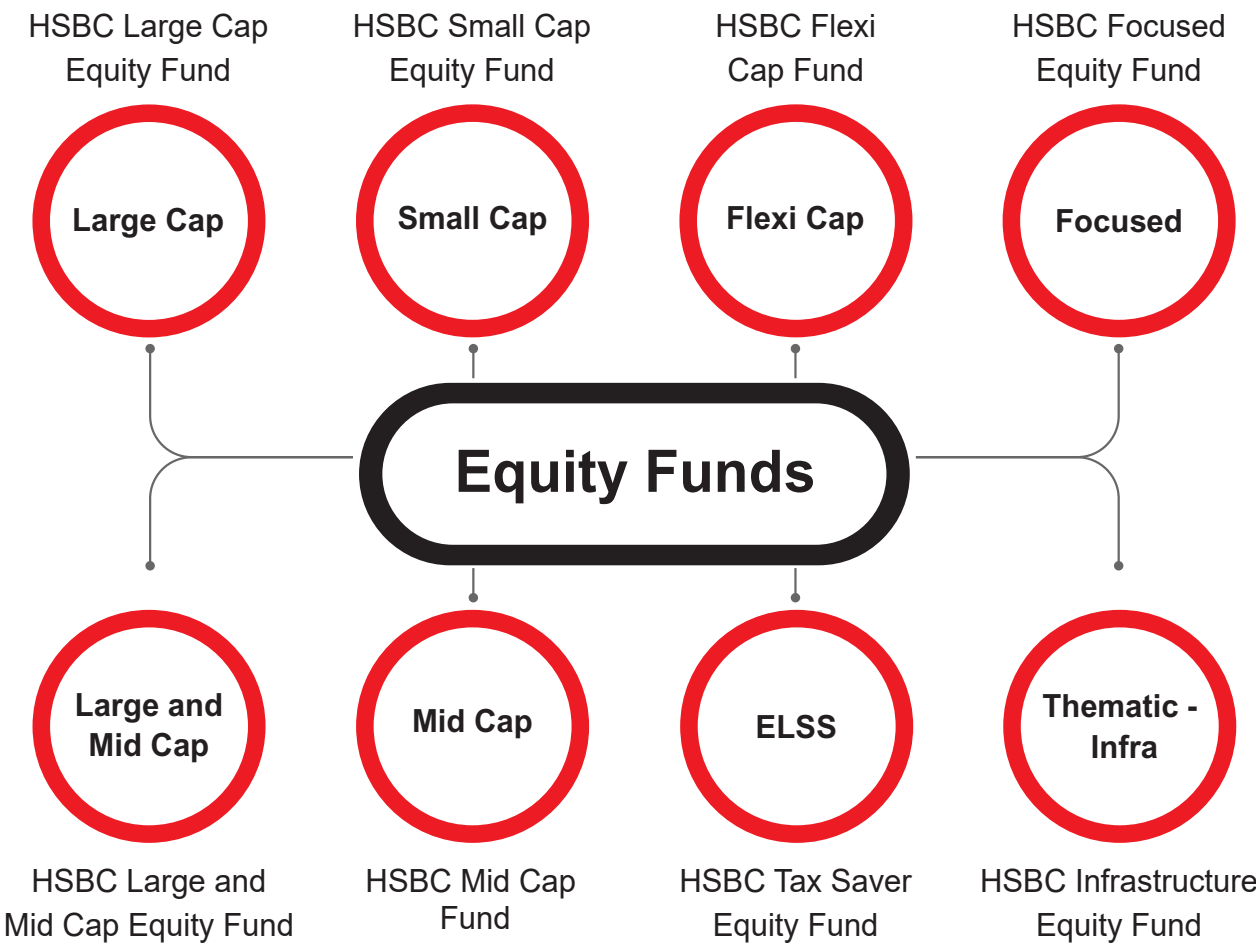 HSBC Large Cap
Equity Fund
HSBC Small Cap
Equity Fund
HSBC Flexi
Cap Fund
HSBC Focused
Equity Fund
Large Cap
Small Cap
Flexi Cap
Focused
Equity Funds
Large and
Mid Cap
Mid Cap
ELSS
Thematic -
Infra
HSBC Large and
Mid Cap Equity Fund
HSBC Mid Cap
Fund
HSBC Tax Saver
Equity Fund
HSBC Infrastructure
Equity Fund